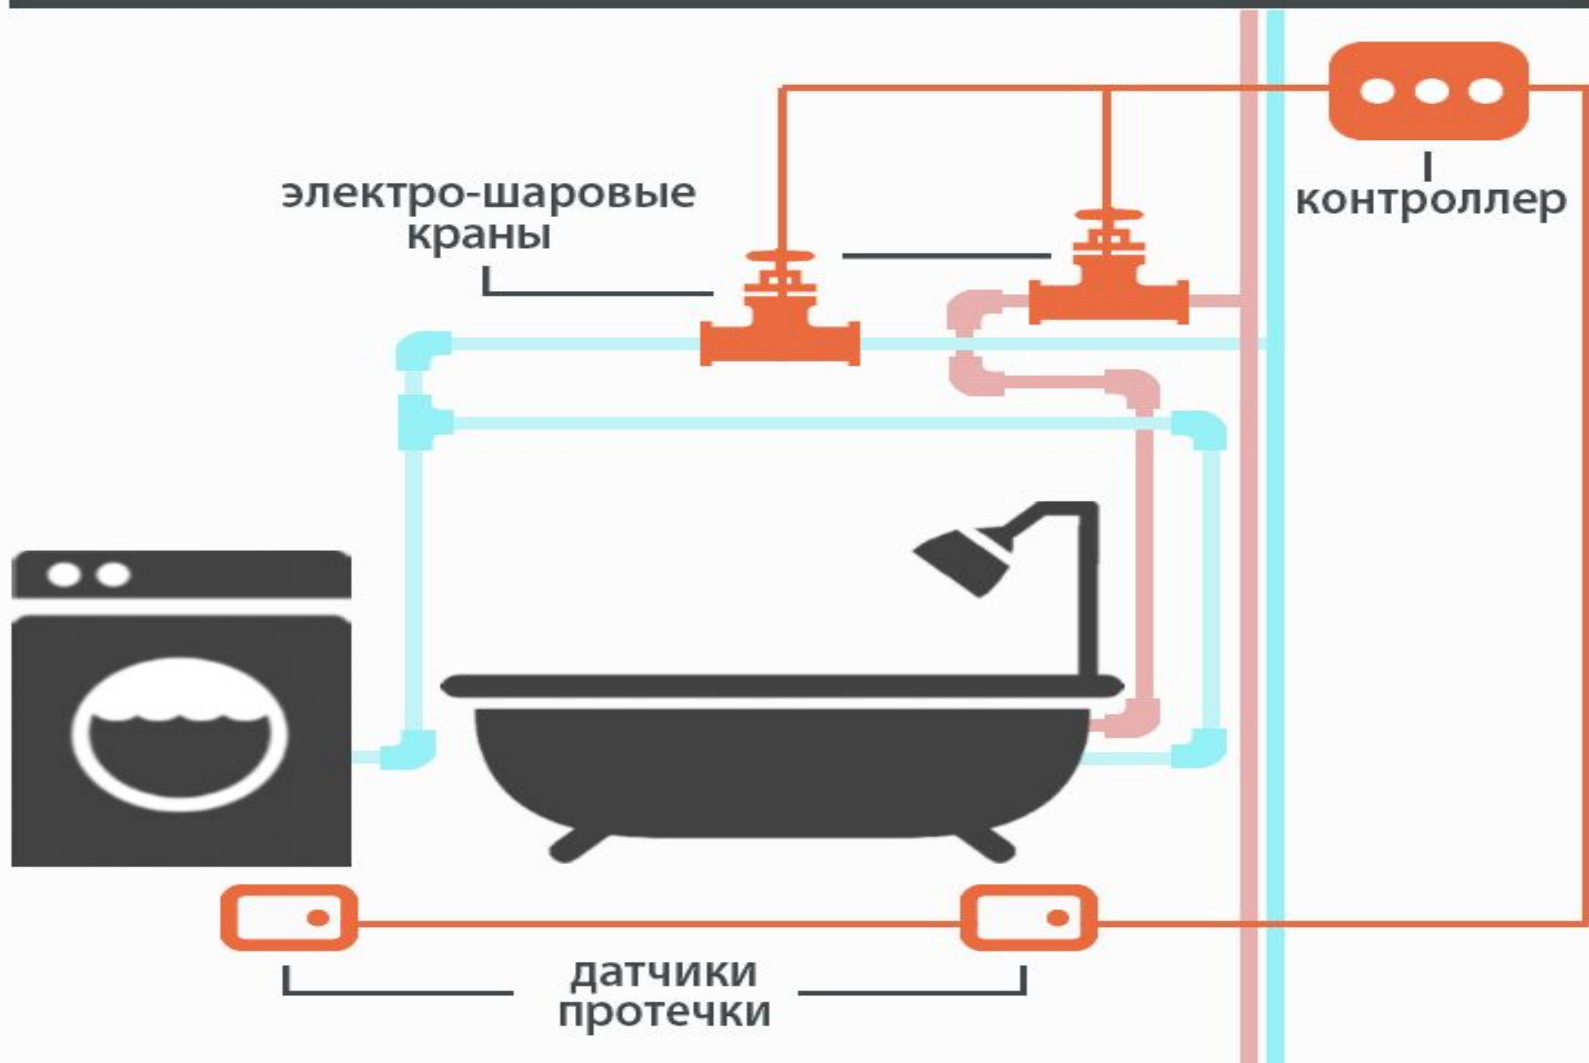 электро-шаровые
краны
контроллер
датчики
протечки